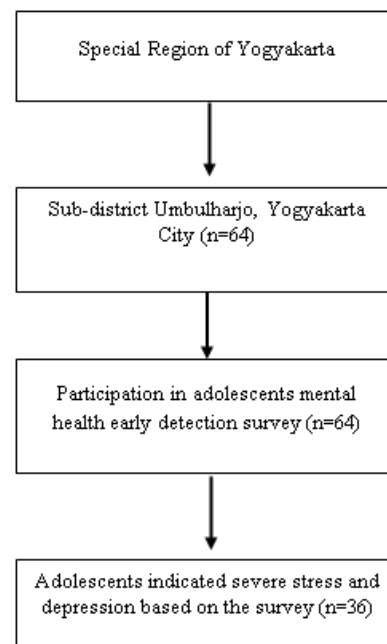 Special Region of Yogyakarta
Sub-district Umbulharjo, Yogyakarta
City (n=64)
Participation in adolescents mental
health early detection survey (n=64)
Adolescents indicated severe stress and
depression based on the survey (n=36)